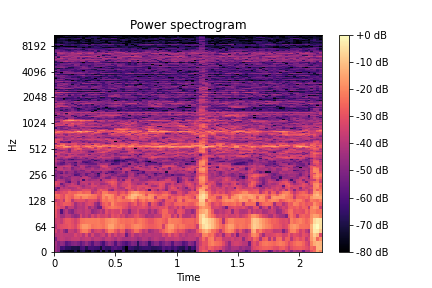 Power spectrogram
Hz
8192
4096
2048
1024
512
256
128
64
0
0
0.5
1
1.5
2
Time
+0 dB
-10 dB
-20 dB
-30 dB
-40 dB
-50 dB
-60 dB
-70 dB
-80 dB